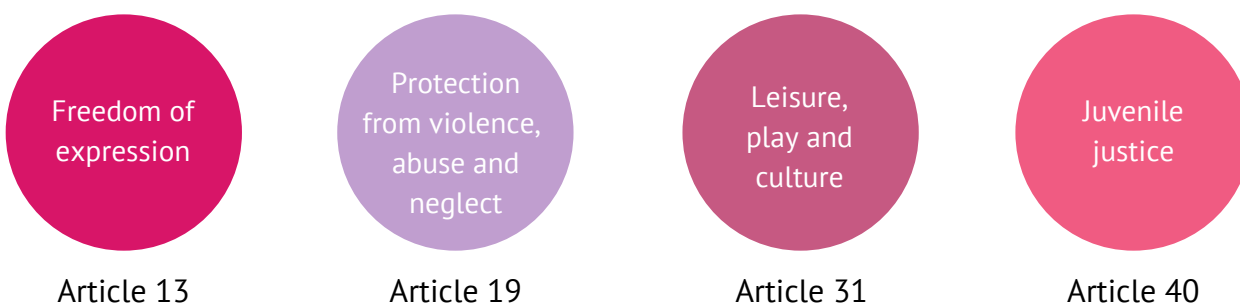 Freedom of
expression
Protection
from violence,
abuse and
neglect
Leisure,
play and
culture
Juvenile
justice
Article 13
Article 19
Article 31
Article 40